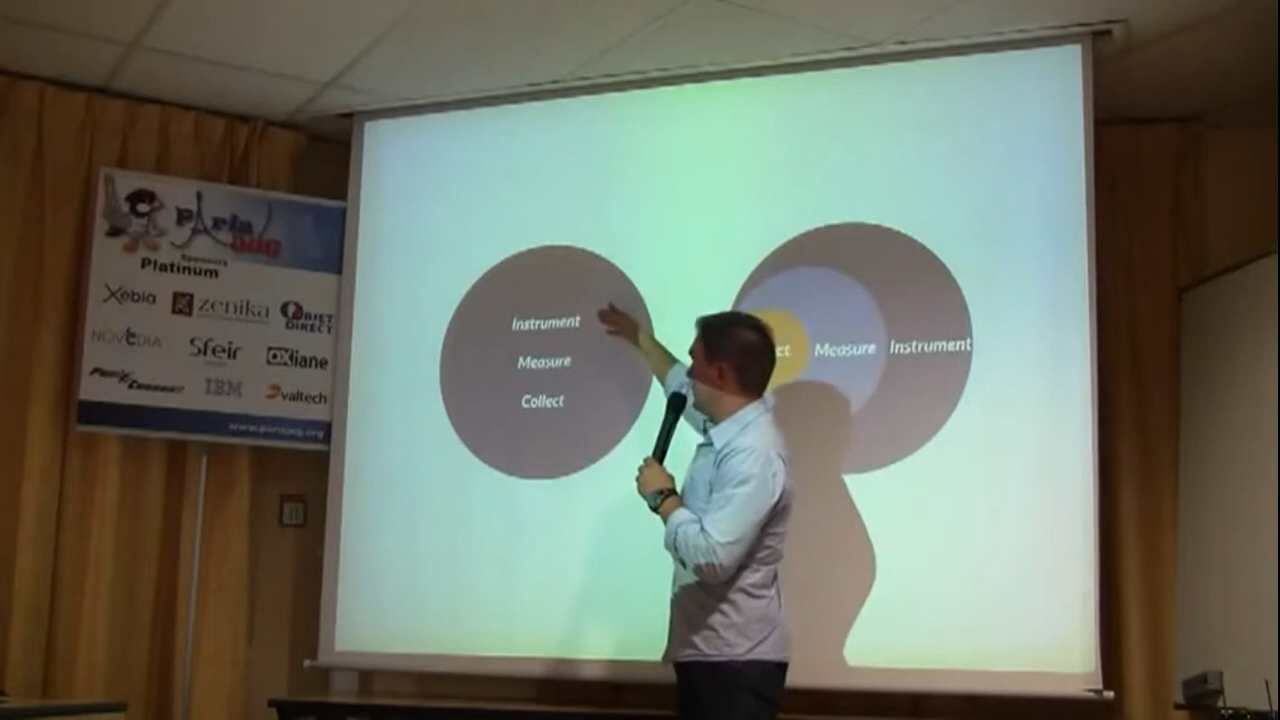 Paris
JUG
Sponsors
Platinum
Xebia
zenika
OBJET
DIRECT
NOVEDIA
Sfeir
oxiane
IBM
valtech
www.parisjug.org
Instrument
Measure
Collect
ct
Measure
Instrument